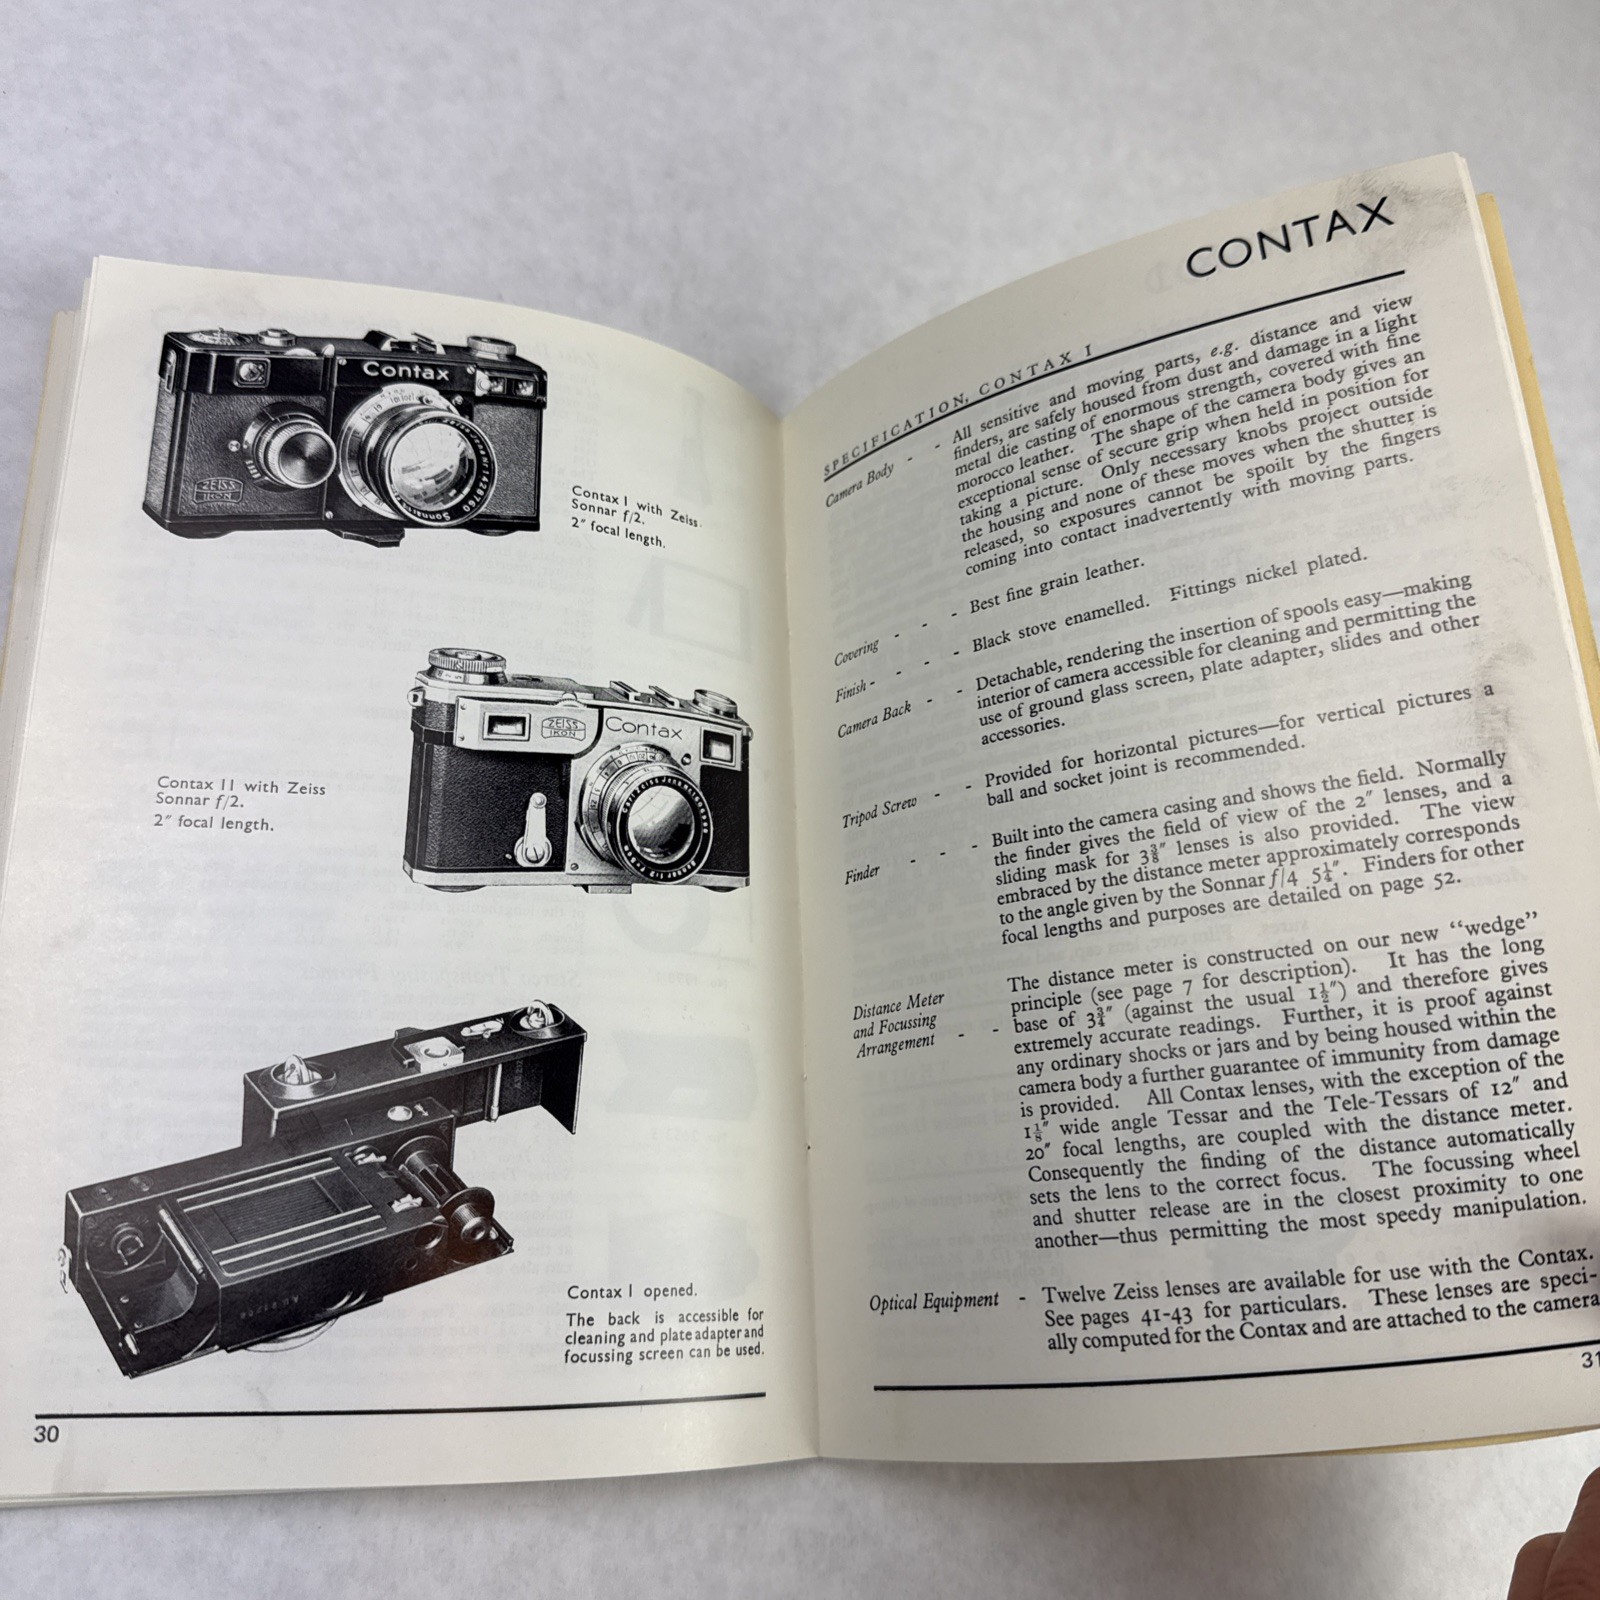 Contax
ZEISS
IKON
Contax I with Zeiss
Sonnar f/2.
2″ focal length.
ZEISS
IKON
Contax
Contax II with Zeiss
Sonnar f/2.
2″ focal length.
Contax I opened.
The back is accessible for
cleaning and plate adapter and
focussing screen can be used.
30
CONTAX
SPECIFICATION, CONTAX I
Camera Body - - All sensitive and moving parts, e.g. distance and view
finders, are safely housed from dust and damage in a light
metal die casting of enormous strength, covered with fine
morocco leather. The shape of the camera body gives an
exceptional sense of secure grip when held in position for
taking a picture. Only necessary knobs project outside
the housing and none of these moves when the shutter is
released, so exposures cannot be spoilt by the fingers
coming into contact inadvertently with moving parts.
Covering - - - Best fine grain leather.
Finish - - - - Black stove enamelled. Fittings nickel plated.
Camera Back - - Detachable, rendering the insertion of spools easy—making
interior of camera accessible for cleaning and permitting the
use of ground glass screen, plate adapter, slides and other
accessories.
Tripod Screw - - Provided for horizontal pictures—for vertical pictures a
ball and socket joint is recommended.
Finder - - - Built into the camera casing and shows the field. Normally
the finder gives the field of view of the 2″ lenses, and a
sliding mask for 3⅜″ lenses is also provided. The view
embraced by the distance meter approximately corresponds
to the angle given by the Sonnar f/4 5¼″. Finders for other
focal lengths and purposes are detailed on page 52.
Distance Meter
and Focussing
Arrangement - - The distance meter is constructed on our new “wedge”
principle (see page 7 for description). It has the long
base of 3¾″ (against the usual 1½″) and therefore gives
extremely accurate readings. Further, it is proof against
any ordinary shocks or jars and by being housed within the
camera body a further guarantee of immunity from damage
is provided. All Contax lenses, with the exception of the
1⅛″ wide angle Tessar and the Tele-Tessars of 12″ and
20″ focal lengths, are coupled with the distance meter.
Consequently the finding of the distance automatically
sets the lens to the correct focus. The focussing wheel
and shutter release are in the closest proximity to one
another—thus permitting the most speedy manipulation.
Optical Equipment - Twelve Zeiss lenses are available for use with the Contax.
See pages 41-43 for particulars. These lenses are speci-
ally computed for the Contax and are attached to the camera
31